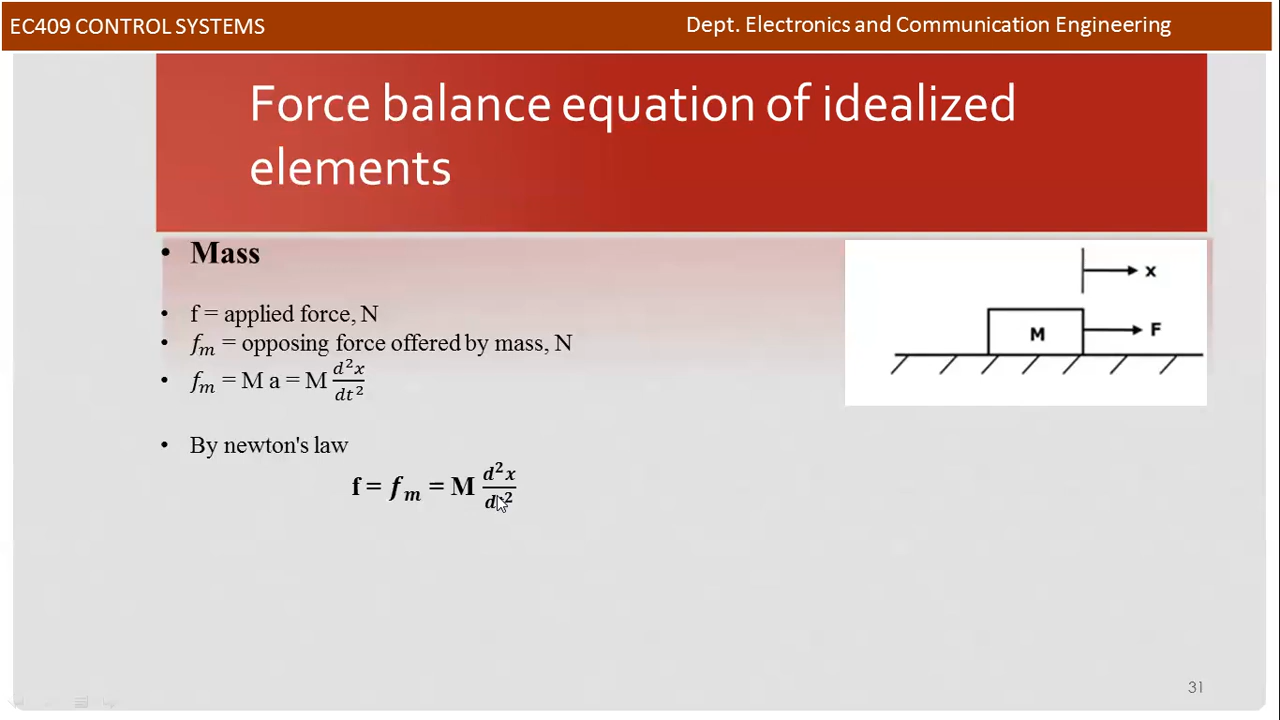 EC409 CONTROL SYSTEMS
Dept. Electronics and Communication Engineering
Force balance equation of idealized
elements
• Mass
• f = applied force, N
• fₘ = opposing force offered by mass, N
• fₘ = M a = M d²x/dt²
• By newton's law
f = fₘ = M d²x/d ²
x
M
F
31